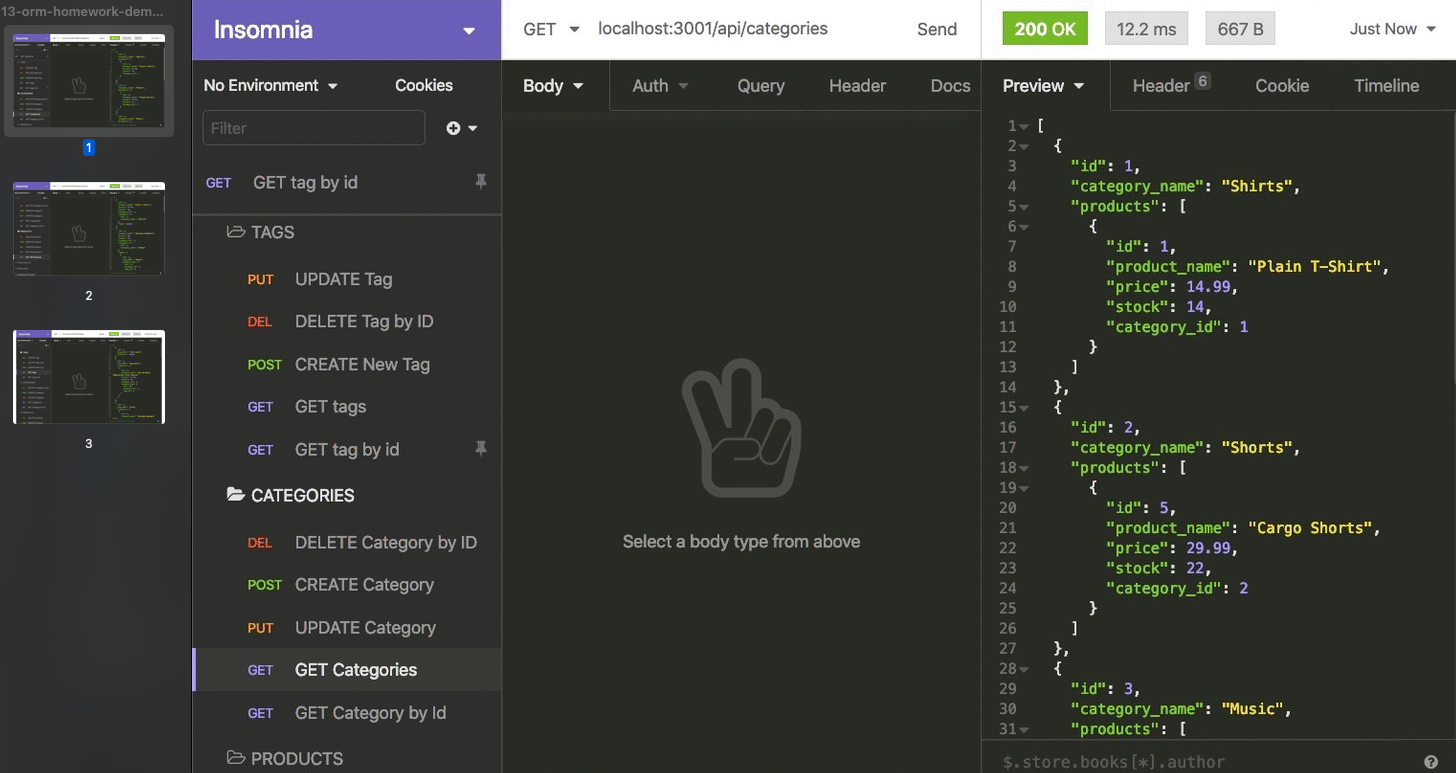 13-orm-homework-dem...
1
2
3
Insomnia
No Environment
Cookies
Filter
GET GET tag by id
TAGS
PUT UPDATE Tag
DEL DELETE Tag by ID
POST CREATE New Tag
GET GET tags
GET GET tag by id
CATEGORIES
DEL DELETE Category by ID
POST CREATE Category
PUT UPDATE Category
GET GET Categories
GET GET Category by Id
PRODUCTS
GET localhost:3001/api/categories Send
Body Auth Query Header Docs
Select a body type from above
200 OK 12.2 ms 667 B Just Now
Preview Header 6 Cookie Timeline
1 [
2 {
3 "id": 1,
4 "category_name": "Shirts",
5 "products": [
6 {
7 "id": 1,
8 "product_name": "Plain T-Shirt",
9 "price": 14.99,
10 "stock": 14,
11 "category_id": 1
12 }
13 ]
14 },
15 {
16 "id": 2,
17 "category_name": "Shorts",
18 "products": [
19 {
20 "id": 5,
21 "product_name": "Cargo Shorts",
22 "price": 29.99,
23 "stock": 22,
24 "category_id": 2
25 }
26 ]
27 },
28 {
29 "id": 3,
30 "category_name": "Music",
31 "products": [
$.store.books[*].author
?